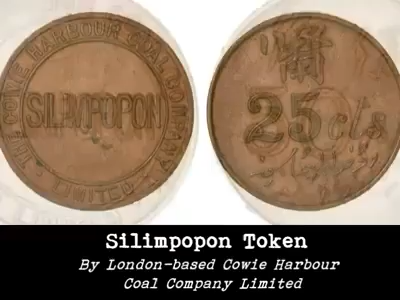 THE COWIE HARBOUR COAL COMPANY
LIMITED
SILIMPOPON
25 cts
Silimpopon Token
By London-based Cowie Harbour
Coal Company Limited